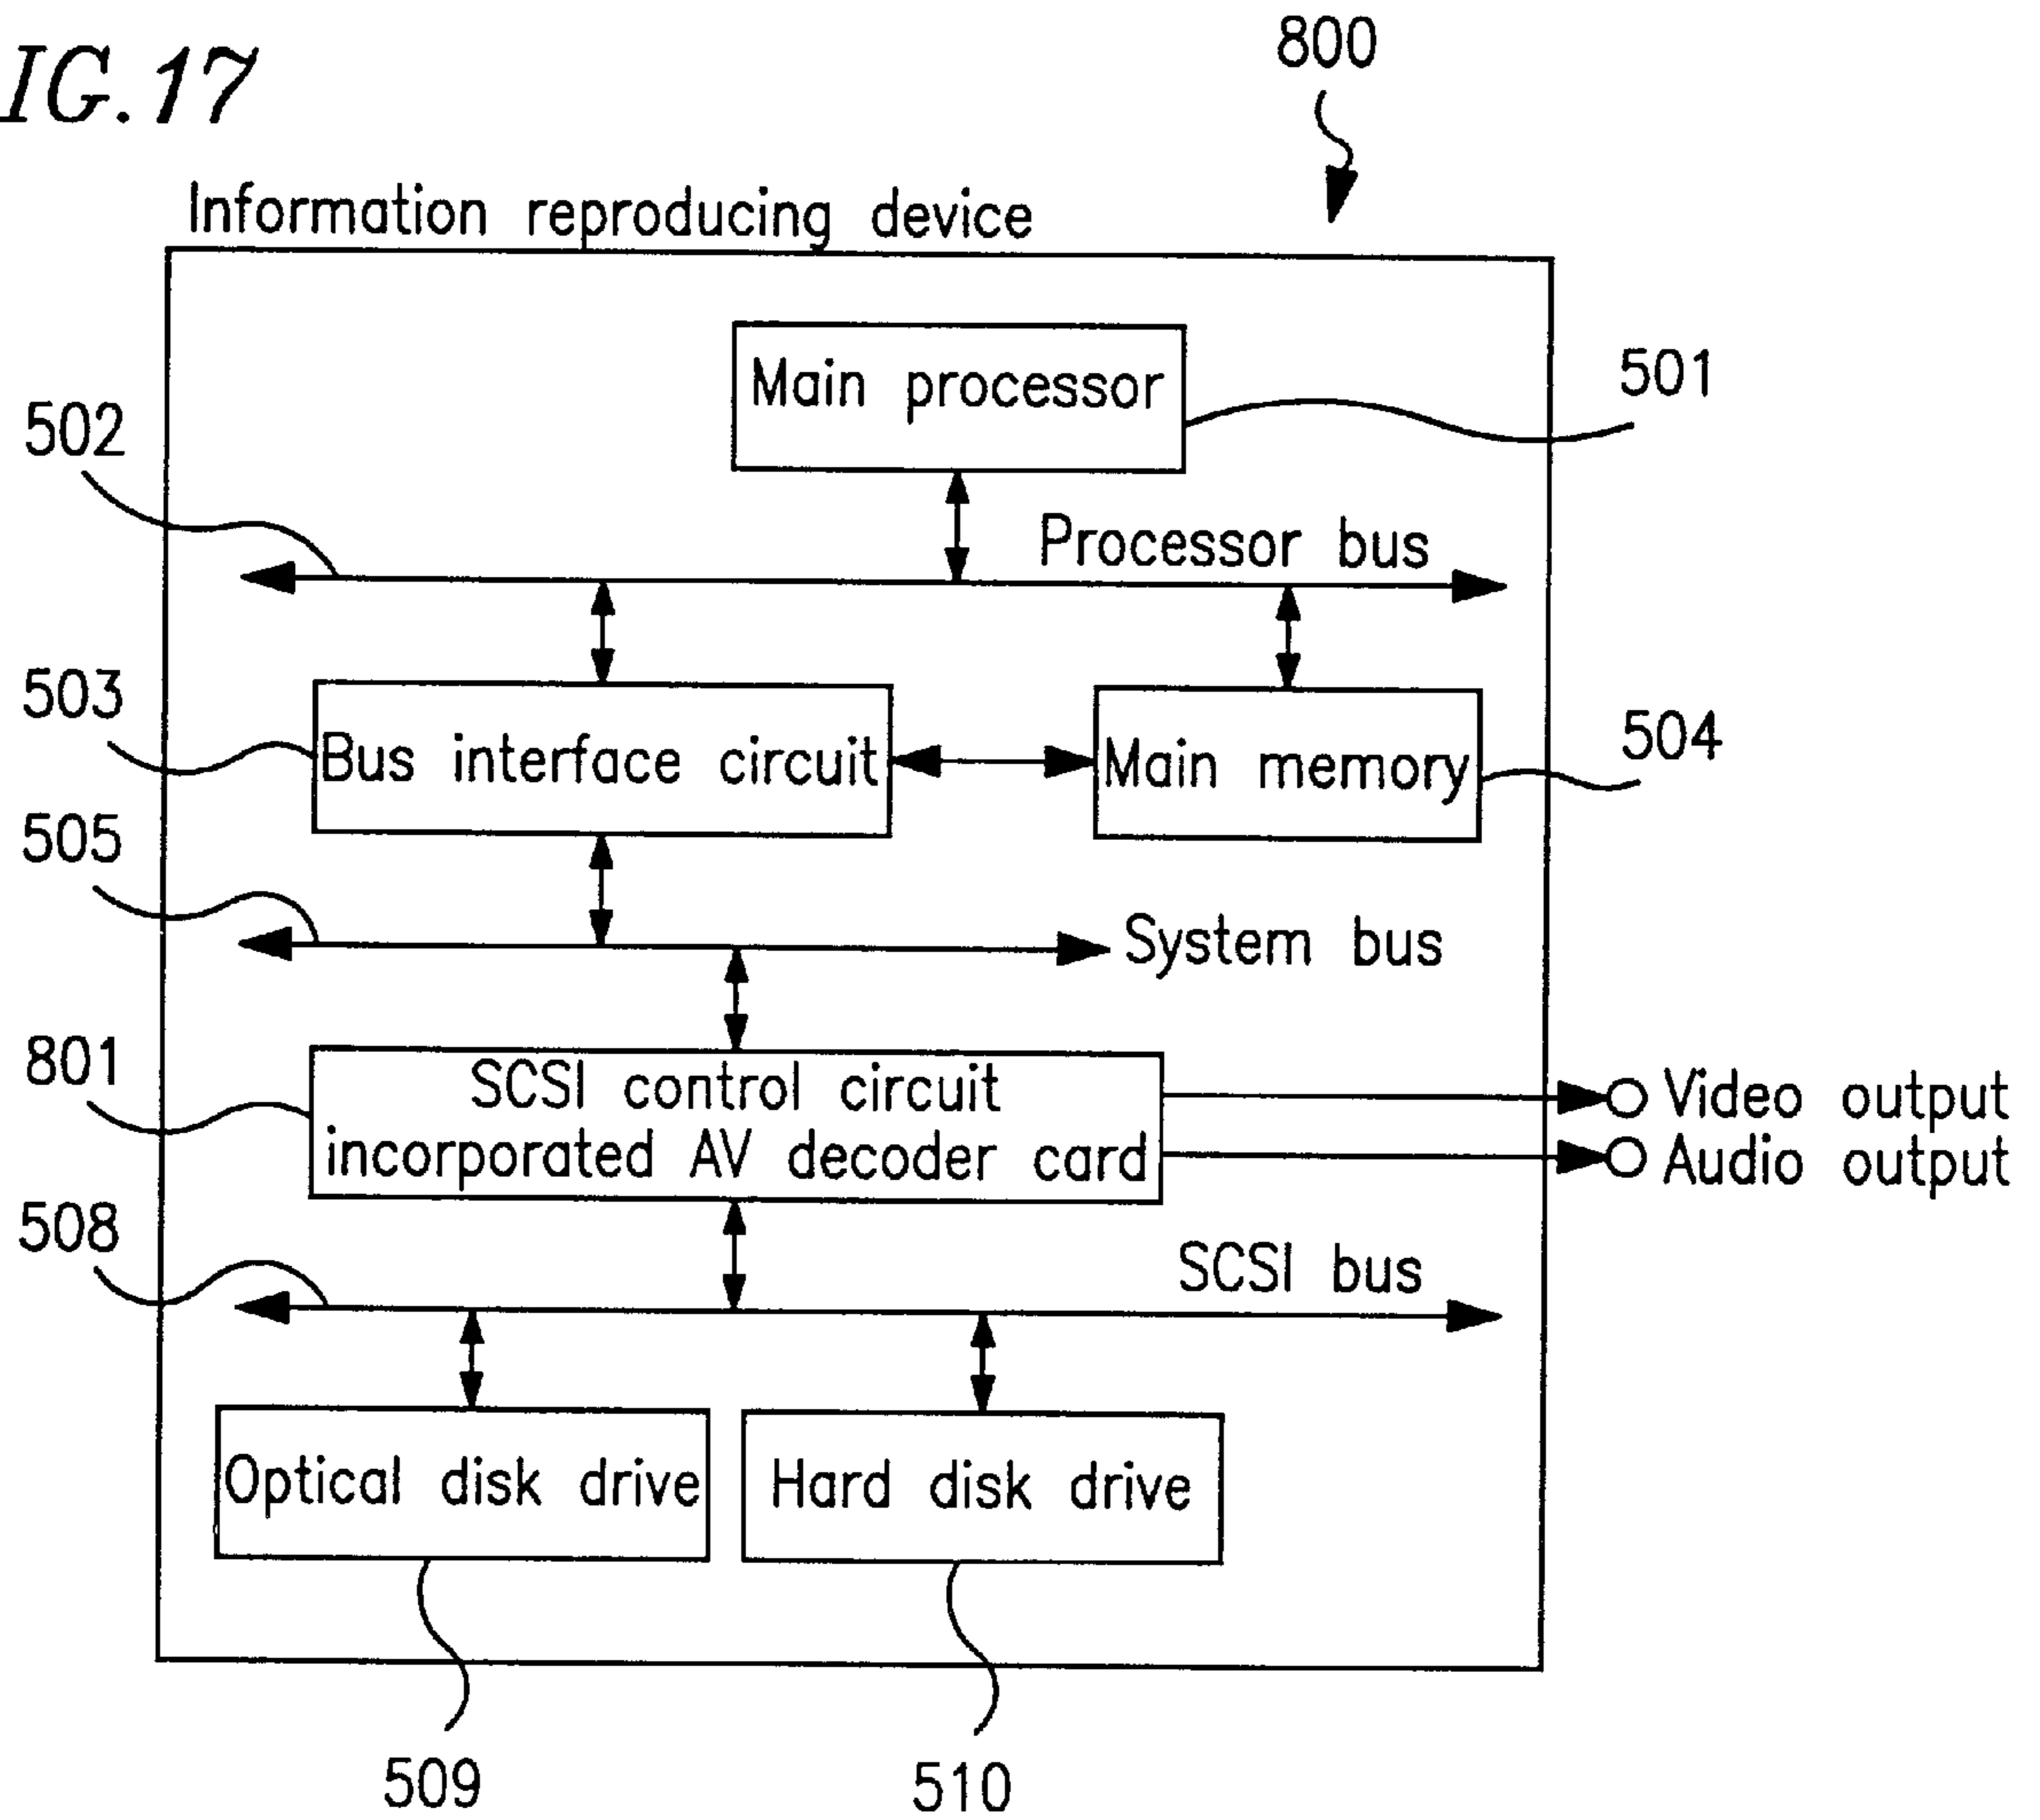 IG.17
800
Information reproducing device
Main processor
501
502
Processor bus
503
Bus interface circuit
Main memory
504
505
System bus
801
SCSI control circuit
incorporated AV decoder card
Video output
Audio output
508
SCSI bus
Optical disk drive
Hard disk drive
509
510